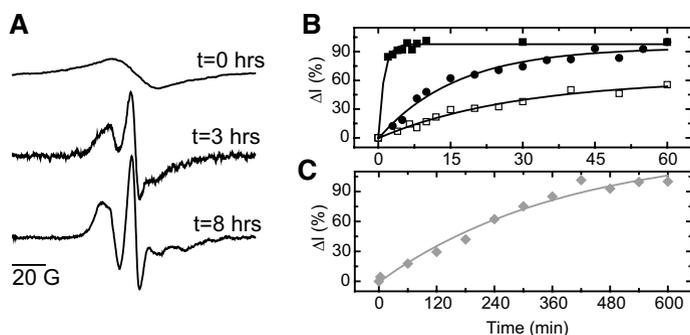 A
t=0 hrs
t=3 hrs
t=8 hrs
20 G
B
ΔI (%)
90
60
30
0
0 15 30 45 60
C
ΔI (%)
90
60
30
0
0 120 240 360 480 600
Time (min)